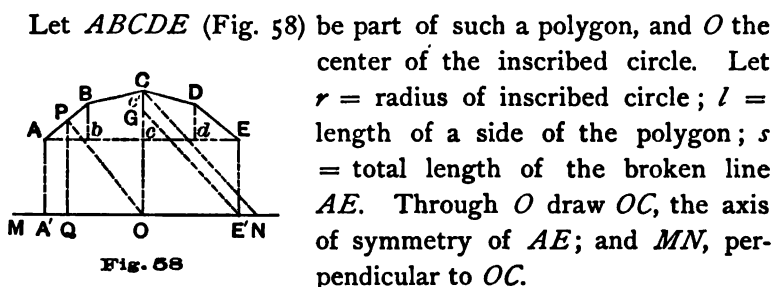 Let ABCDE (Fig. 58) be part of such a polygon, and O the
center of the inscribed circle. Let
r = radius of inscribed circle; l =
length of a side of the polygon; s
= total length of the broken line
AE. Through O draw OC, the axis
of symmetry of AE; and MN, per-
pendicular to OC.
C
B D
P c'
G
A b c d E
M A' Q O E' N
Fig. 58